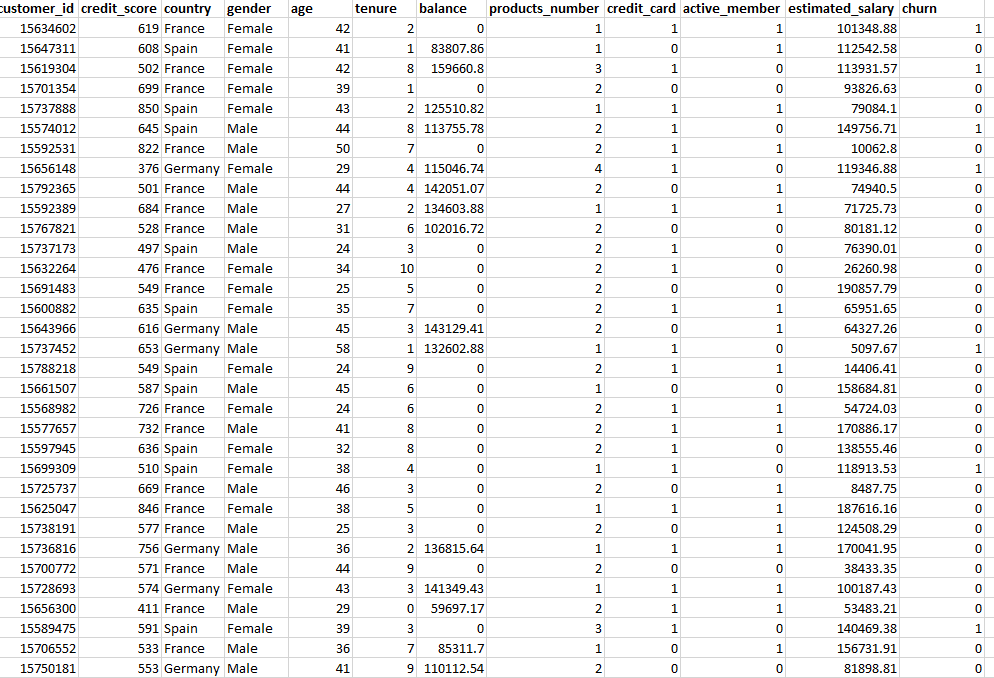 customer_id credit_score country gender age tenure balance products_number credit_card active_member estimated_salary churn
15634602 619 France Female 42 2 0 1 1 1 101348.88 1
15647311 608 Spain Female 41 1 83807.86 1 0 1 112542.58 0
15619304 502 France Female 42 8 159660.8 3 1 0 113931.57 1
15701354 699 France Female 39 1 0 2 0 0 93826.63 0
15737888 850 Spain Female 43 2 125510.82 1 1 1 79084.1 0
15574012 645 Spain Male 44 8 113755.78 2 1 0 149756.71 1
15592531 822 France Male 50 7 0 2 1 1 10062.8 0
15656148 376 Germany Female 29 4 115046.74 4 1 0 119346.88 1
15792365 501 France Male 44 4 142051.07 2 0 1 74940.5 0
15592389 684 France Male 27 2 134603.88 1 1 1 71725.73 0
15767821 528 France Male 31 6 102016.72 2 0 0 80181.12 0
15737173 497 Spain Male 24 3 0 2 1 0 76390.01 0
15632264 476 France Female 34 10 0 2 1 0 26260.98 0
15691483 549 France Female 25 5 0 2 0 0 190857.79 0
15600882 635 Spain Female 35 7 0 2 1 1 65951.65 0
15643966 616 Germany Male 45 3 143129.41 2 0 1 64327.26 0
15737452 653 Germany Male 58 1 132602.88 1 1 0 5097.67 1
15788218 549 Spain Female 24 9 0 2 1 1 14406.41 0
15661507 587 Spain Male 45 6 0 1 0 0 158684.81 0
15568982 726 France Female 24 6 0 2 1 1 54724.03 0
15577657 732 France Male 41 8 0 2 1 1 170886.17 0
15597945 636 Spain Female 32 8 0 2 1 0 138555.46 0
15699309 510 Spain Female 38 4 0 1 1 0 118913.53 1
15725737 669 France Male 46 3 0 2 0 1 8487.75 0
15625047 846 France Female 38 5 0 1 1 1 187616.16 0
15738191 577 France Male 25 3 0 2 0 1 124508.29 0
15736816 756 Germany Male 36 2 136815.64 1 1 1 170041.95 0
15700772 571 France Male 44 9 0 2 0 0 38433.35 0
15728693 574 Germany Female 43 3 141349.43 1 1 1 100187.43 0
15656300 411 France Male 29 0 59697.17 2 1 1 53483.21 0
15589475 591 Spain Female 39 3 0 3 1 0 140469.38 1
15706552 533 France Male 36 7 85311.7 1 0 1 156731.91 0
15750181 553 Germany Male 41 9 110112.54 2 0 0 81898.81 0